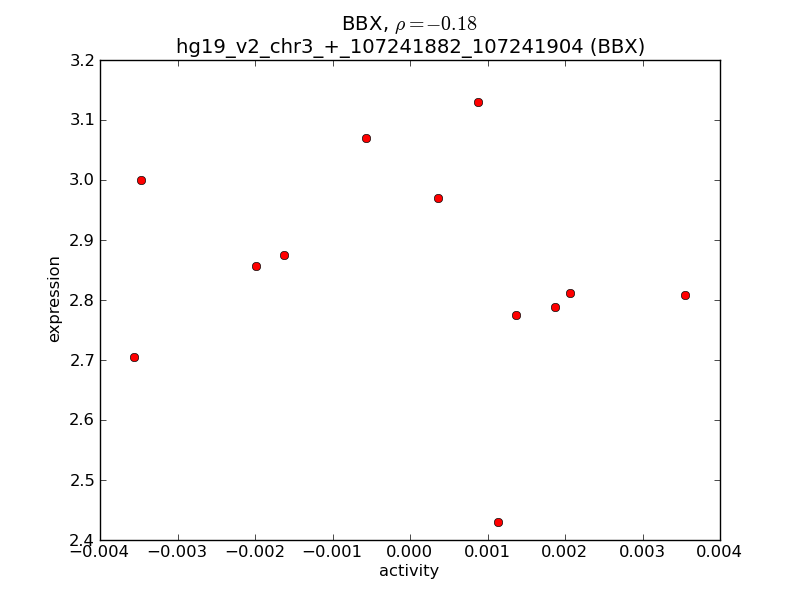 BBX, ρ = −0.18
hg19_v2_chr3_+_107241882_107241904 (BBX)
3.2
3.1
3.0
2.9
2.8
2.7
2.6
2.5
2.4
expression
−0.004 −0.003 −0.002 −0.001 0.000 0.001 0.002 0.003 0.004
activity